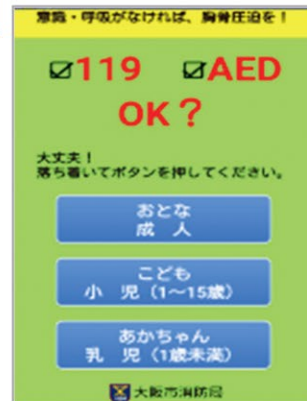 意識・呼吸がなければ、胸骨圧迫を！
☑119 ☑AED
OK？
大丈夫！
落ち着いてボタンを押してください。
おとな
成 人
こども
小 児（1～15歳）
あかちゃん
乳 児（1歳未満）
大阪市消防局